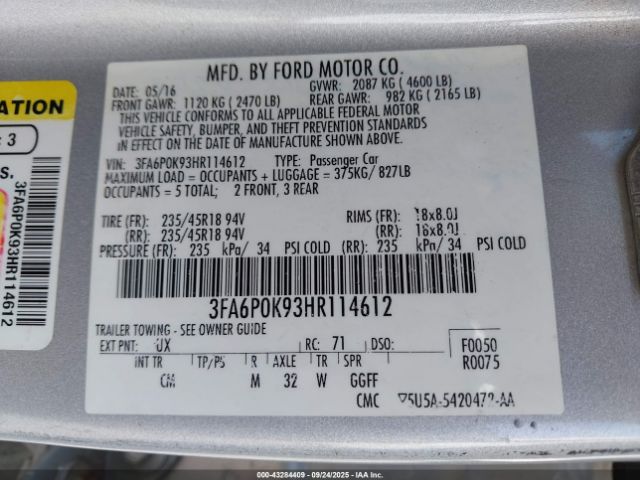 MFD. BY FORD MOTOR CO.
DATE: 05/16
GVWR: 2087 KG ( 4600 LB)
FRONT GAWR: 1120 KG ( 2470 LB)
REAR GAWR: 982 KG ( 2165 LB)
THIS VEHICLE CONFORMS TO ALL APPLICABLE FEDERAL MOTOR
VEHICLE SAFETY, BUMPER, AND THEFT PREVENTION STANDARDS
IN EFFECT ON THE DATE OF MANUFACTURE SHOWN ABOVE.
VIN: 3FA6P0K93HR114612 TYPE: Passenger Car
MAXIMUM LOAD = OCCUPANTS + LUGGAGE = 375KG/ 827LB
OCCUPANTS = 5 TOTAL; 2 FRONT, 3 REAR
TIRE (FR): 235/45R18 94V RIMS (FR): 18x8.0J
(RR): 235/45R18 94V (RR): 18x8.0J
PRESSURE (FR): 235 kPa/ 34 PSI COLD (RR): 235 kPa/ 34 PSI COLD
3FA6P0K93HR114612
TRAILER TOWING - SEE OWNER GUIDE
EXT PNT: UX RC: 71 DSO: F0050
R0075
INT TR TP/PS R AXLE TR SPR
CM M 32 W GGFF
CMC 5U5A-5420472-AA
ATION
: 3
S.
3FA6P0K93HR114612
000-43284409 - 09/24/2025 - IAA Inc.